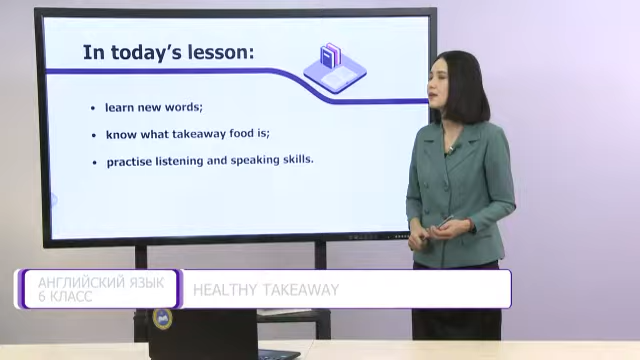 In today's lesson:
• learn new words;
• know what takeaway food is;
• practise listening and speaking skills.
АНГЛИЙСКИЙ ЯЗЫК
6 КЛАСС
HEALTHY TAKEAWAY